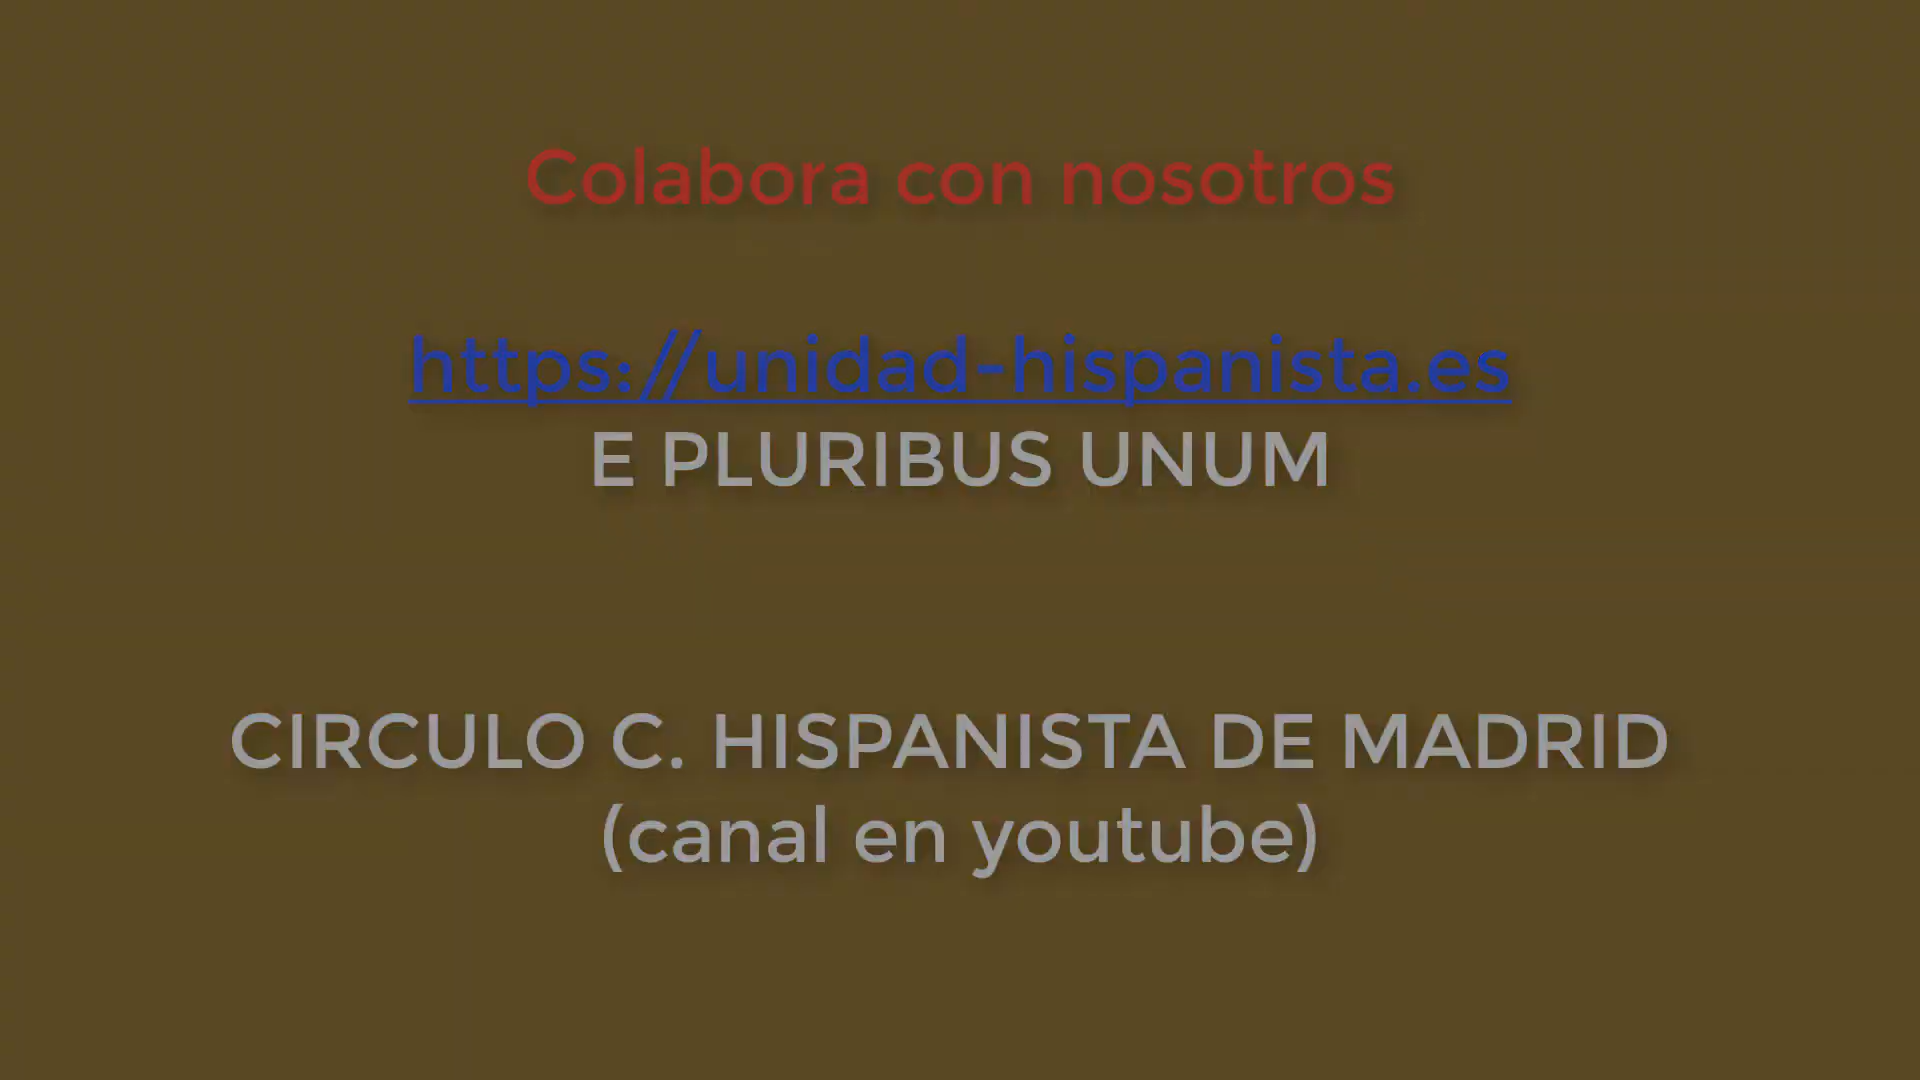 Colabora con nosotros
https://unidad-hispanista.es
E PLURIBUS UNUM
CIRCULO C. HISPANISTA DE MADRID
(canal en youtube)